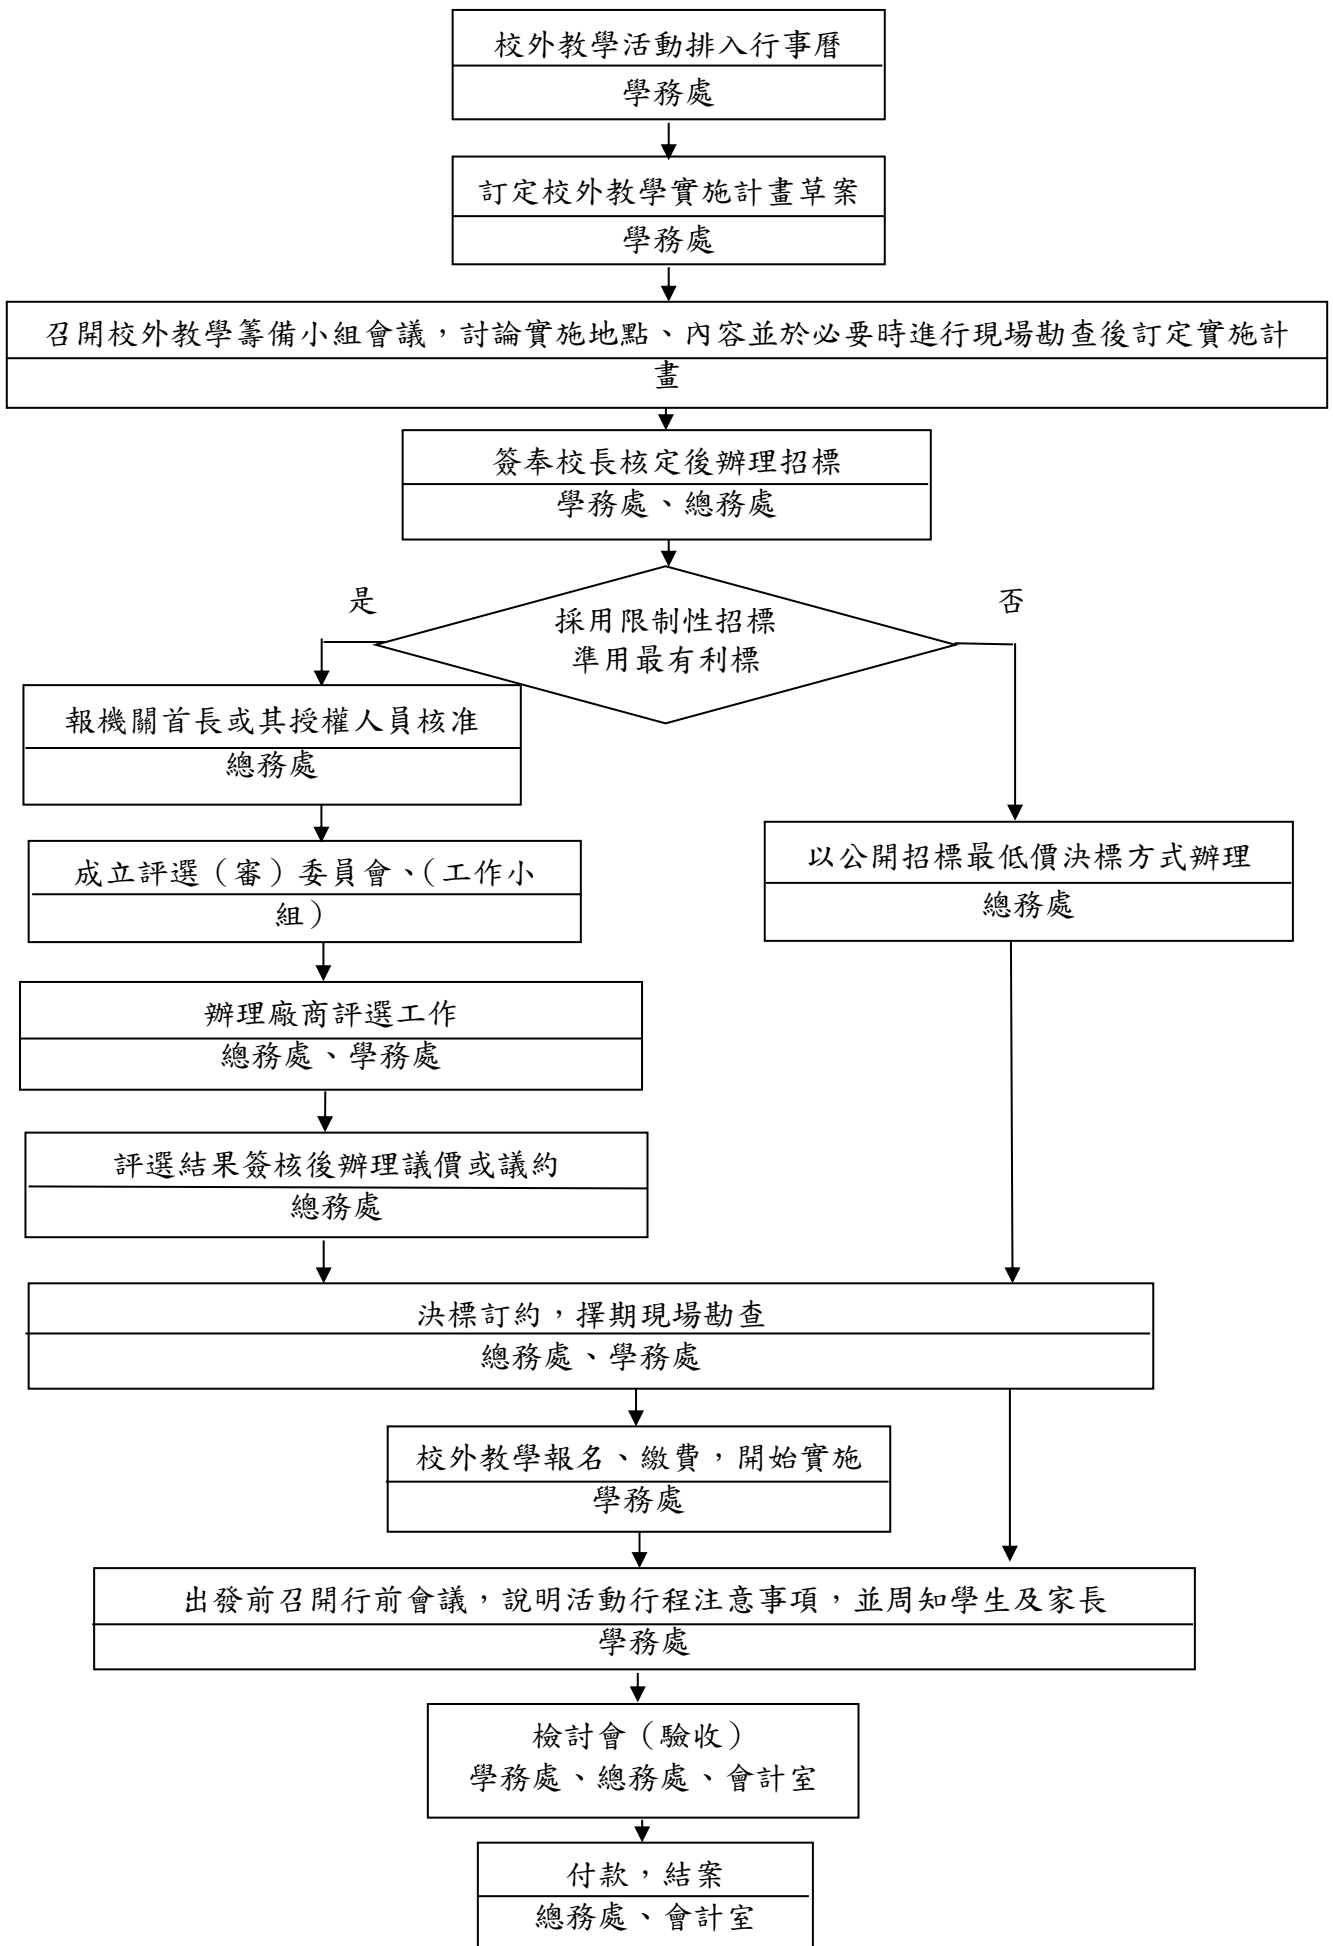 校外教學活動排入行事曆
學務處
訂定校外教學實施計畫草案
學務處
召開校外教學籌備小組會議，討論實施地點、內容並於必要時進行現場勘查後訂定實施計
畫
簽奉校長核定後辦理招標
學務處、總務處
是
否
採用限制性招標
準用最有利標
報機關首長或其授權人員核准
總務處
成立評選（審）委員會、（工作小
組）
以公開招標最低價決標方式辦理
總務處
辦理廠商評選工作
總務處、學務處
評選結果簽核後辦理議價或議約
總務處
決標訂約，擇期現場勘查
總務處、學務處
校外教學報名、繳費，開始實施
學務處
出發前召開行前會議，說明活動行程注意事項，並周知學生及家長
學務處
檢討會（驗收）
學務處、總務處、會計室
付款，結案
總務處、會計室